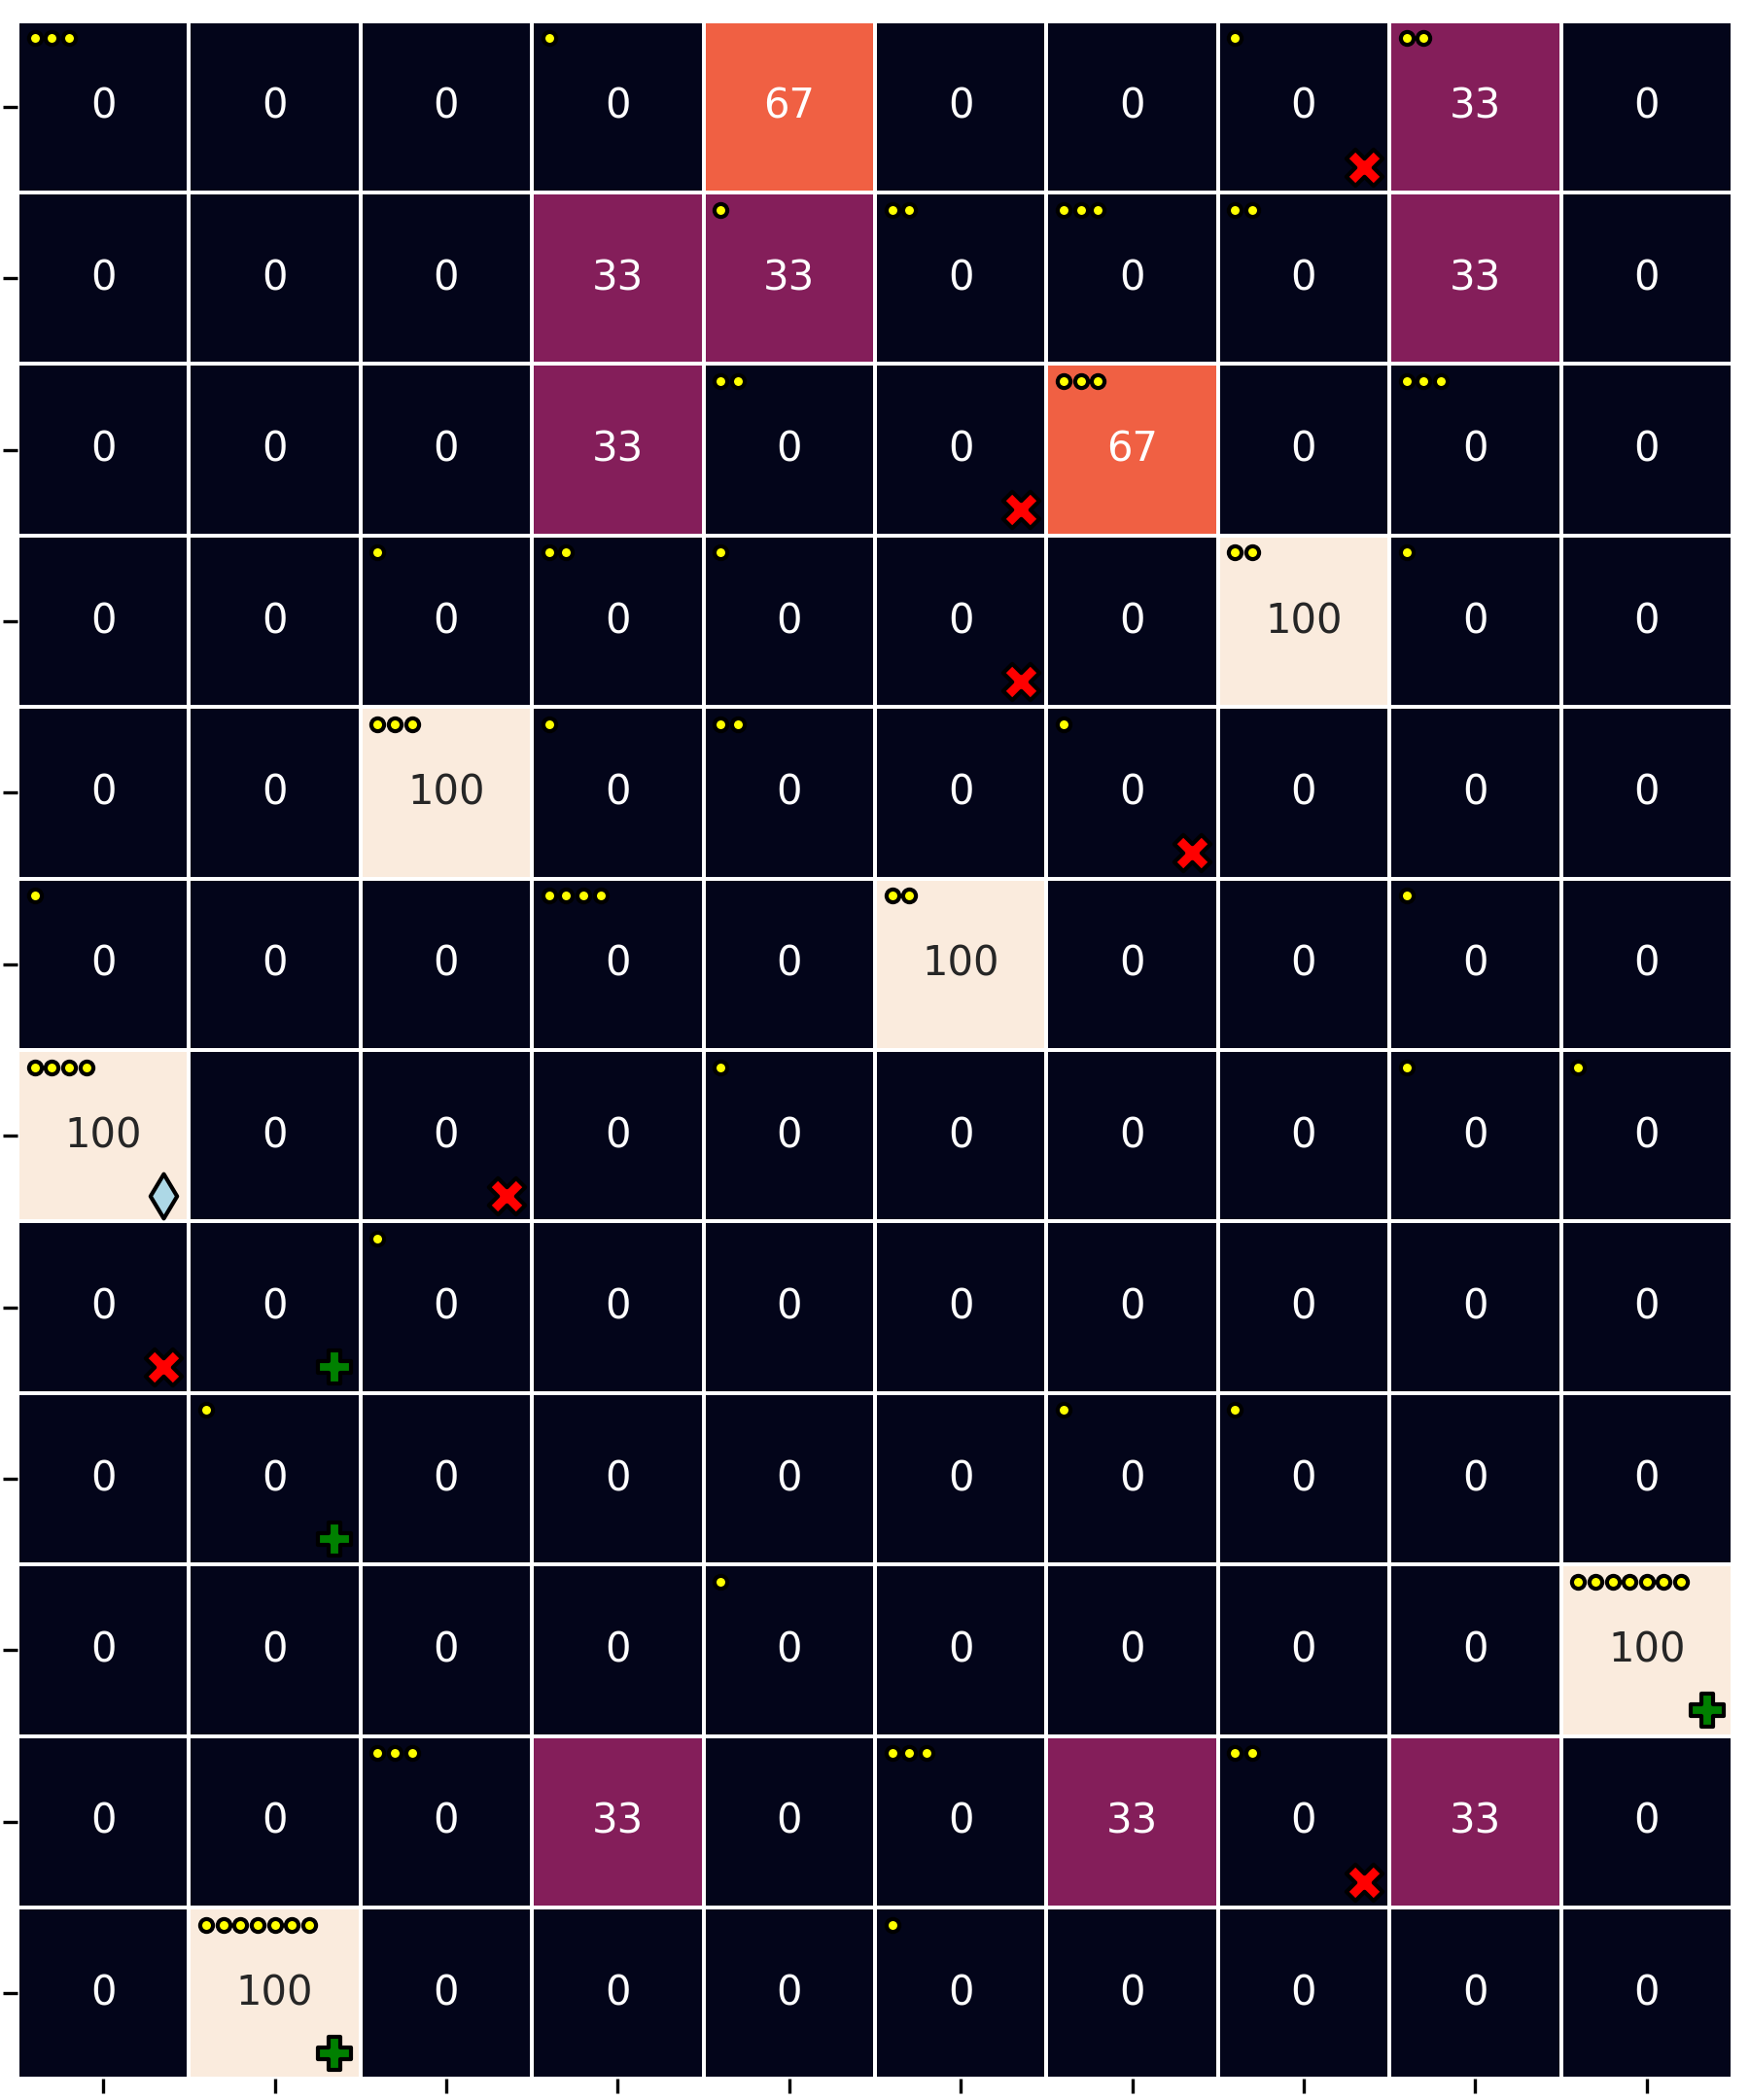 0 0 0 0 67 0 0 0 33 0
0 0 0 33 33 0 0 0 33 0
0 0 0 33 0 0 67 0 0 0
0 0 0 0 0 0 0 100 0 0
0 0 100 0 0 0 0 0 0 0
0 0 0 0 0 100 0 0 0 0
100 0 0 0 0 0 0 0 0 0
0 0 0 0 0 0 0 0 0 0
0 0 0 0 0 0 0 0 0 0
0 0 0 0 0 0 0 0 0 100
0 0 0 33 0 0 33 0 33 0
0 100 0 0 0 0 0 0 0 0